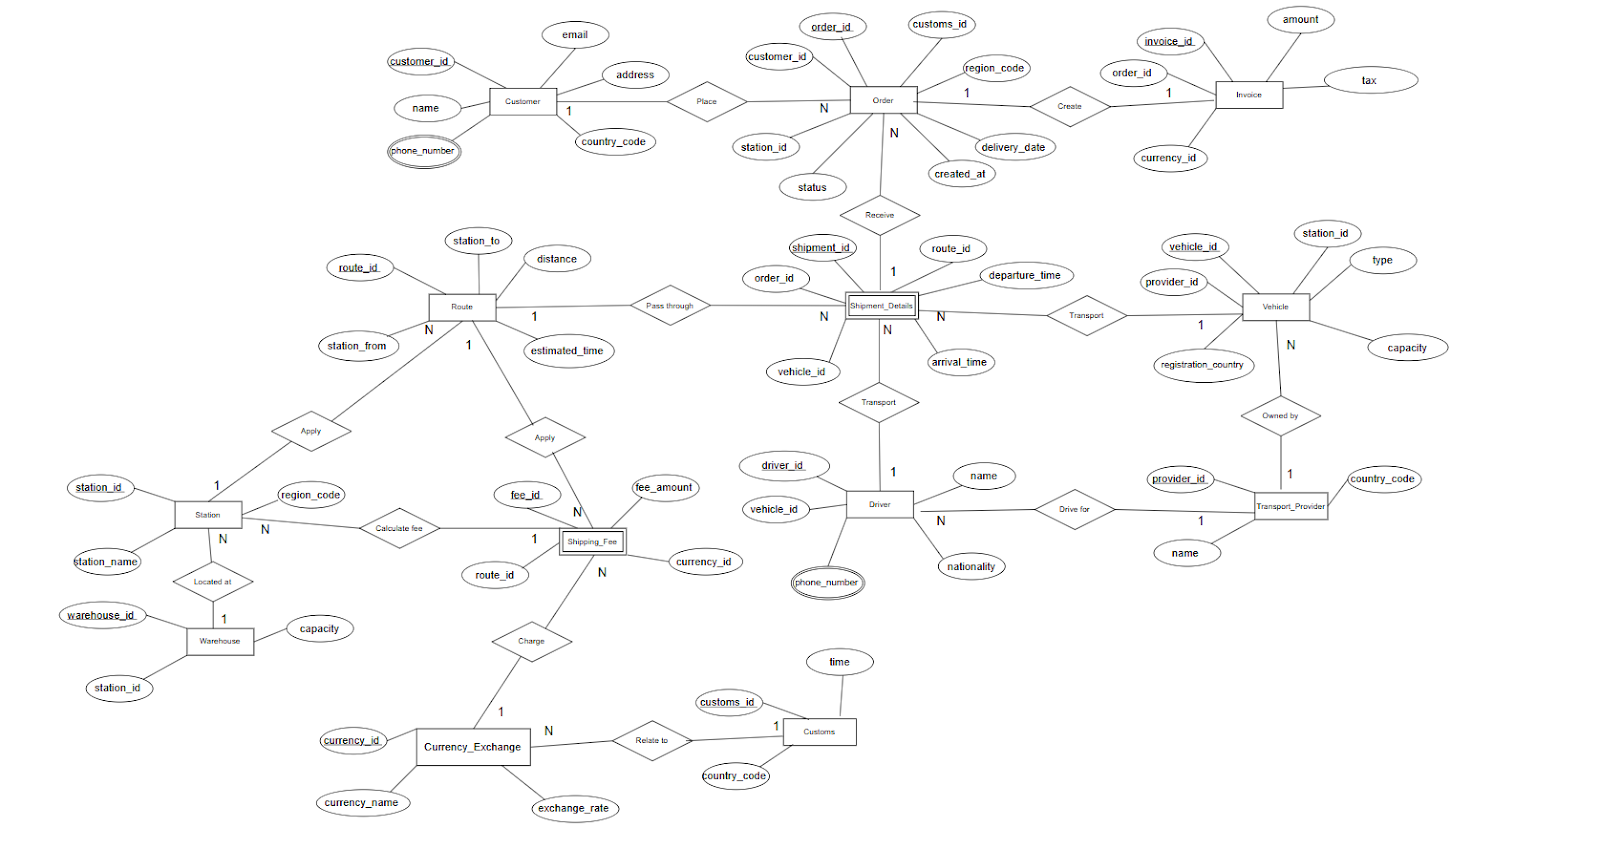 order_id
customs_id
amount
email
invoice_id
customer_id
customer_id
address
region_code
order_id
tax
name
Customer
1
Place
N
Order
1
Create
1
Invoice
phone_number
country_code
station_id
N
delivery_date
currency_id
status
created_at
Receive
station_to
distance
route_id
shipment_id
route_id
vehicle_id
station_id
type
order_id
1
departure_time
provider_id
Route
1
Pass through
N
Shipment_Details
N
Transport
1
Vehicle
N
station_from
1
estimated_time
vehicle_id
N
arrival_time
registration_country
N
capacity
Apply
Apply
Transport
Owned by
station_id
1
region_code
fee_id
fee_amount
driver_id
1
name
provider_id
1
country_code
Station
N
N
Calculate fee
N
1
Shipping_Fee
vehicle_id
Driver
N
Drive for
1
Transport_Provider
station_name
route_id
N
currency_id
phone_number
nationality
name
Located at
warehouse_id
1
Warehouse
capacity
station_id
Charge
time
customs_id
1
currency_id
Currency_Exchange
N
Relate to
1
Customs
country_code
currency_name
exchange_rate